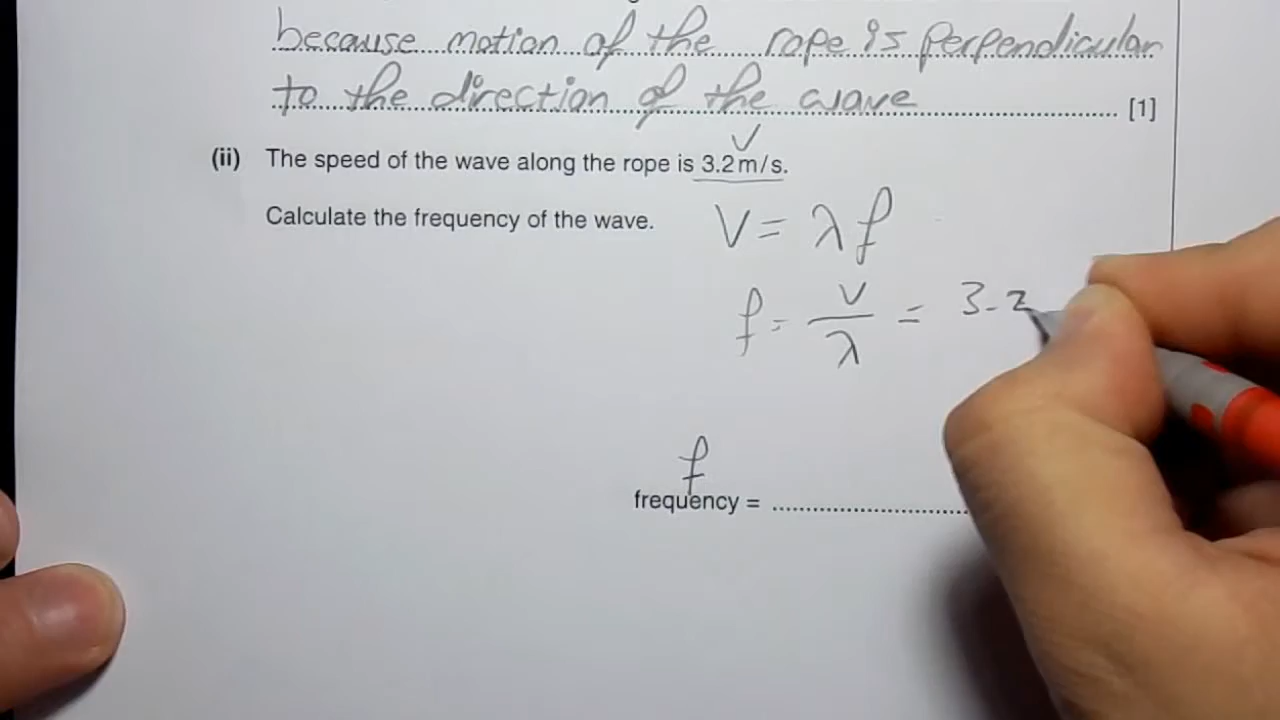 because motion of the rope is perpendicular
to the direction of the wave [1]
V
(ii) The speed of the wave along the rope is 3.2 m / s.
Calculate the frequency of the wave.
V = λ f
f = v / λ = 3.2
f
frequency =